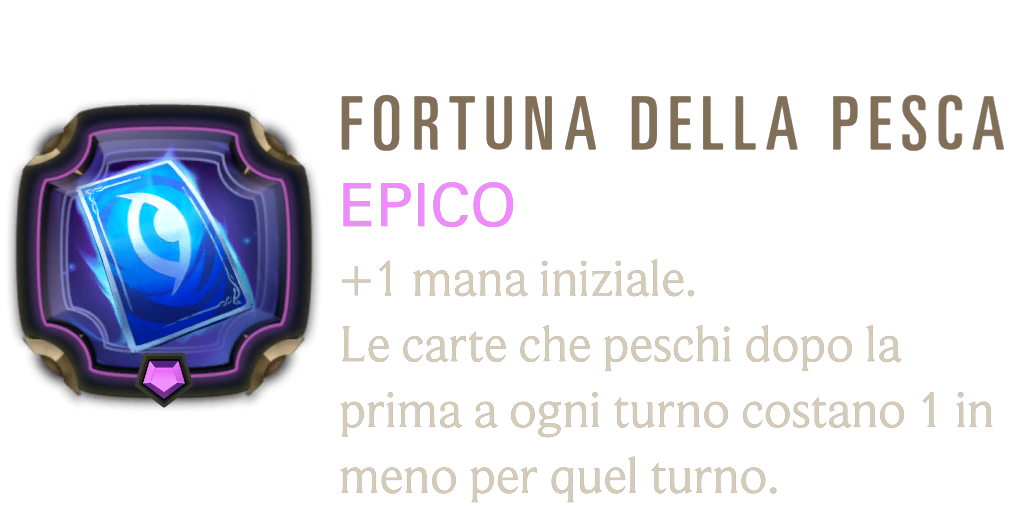 FORTUNA DELLA PESCA
EPICO
+1 mana iniziale.
Le carte che peschi dopo la
prima a ogni turno costano 1 in
meno per quel turno.